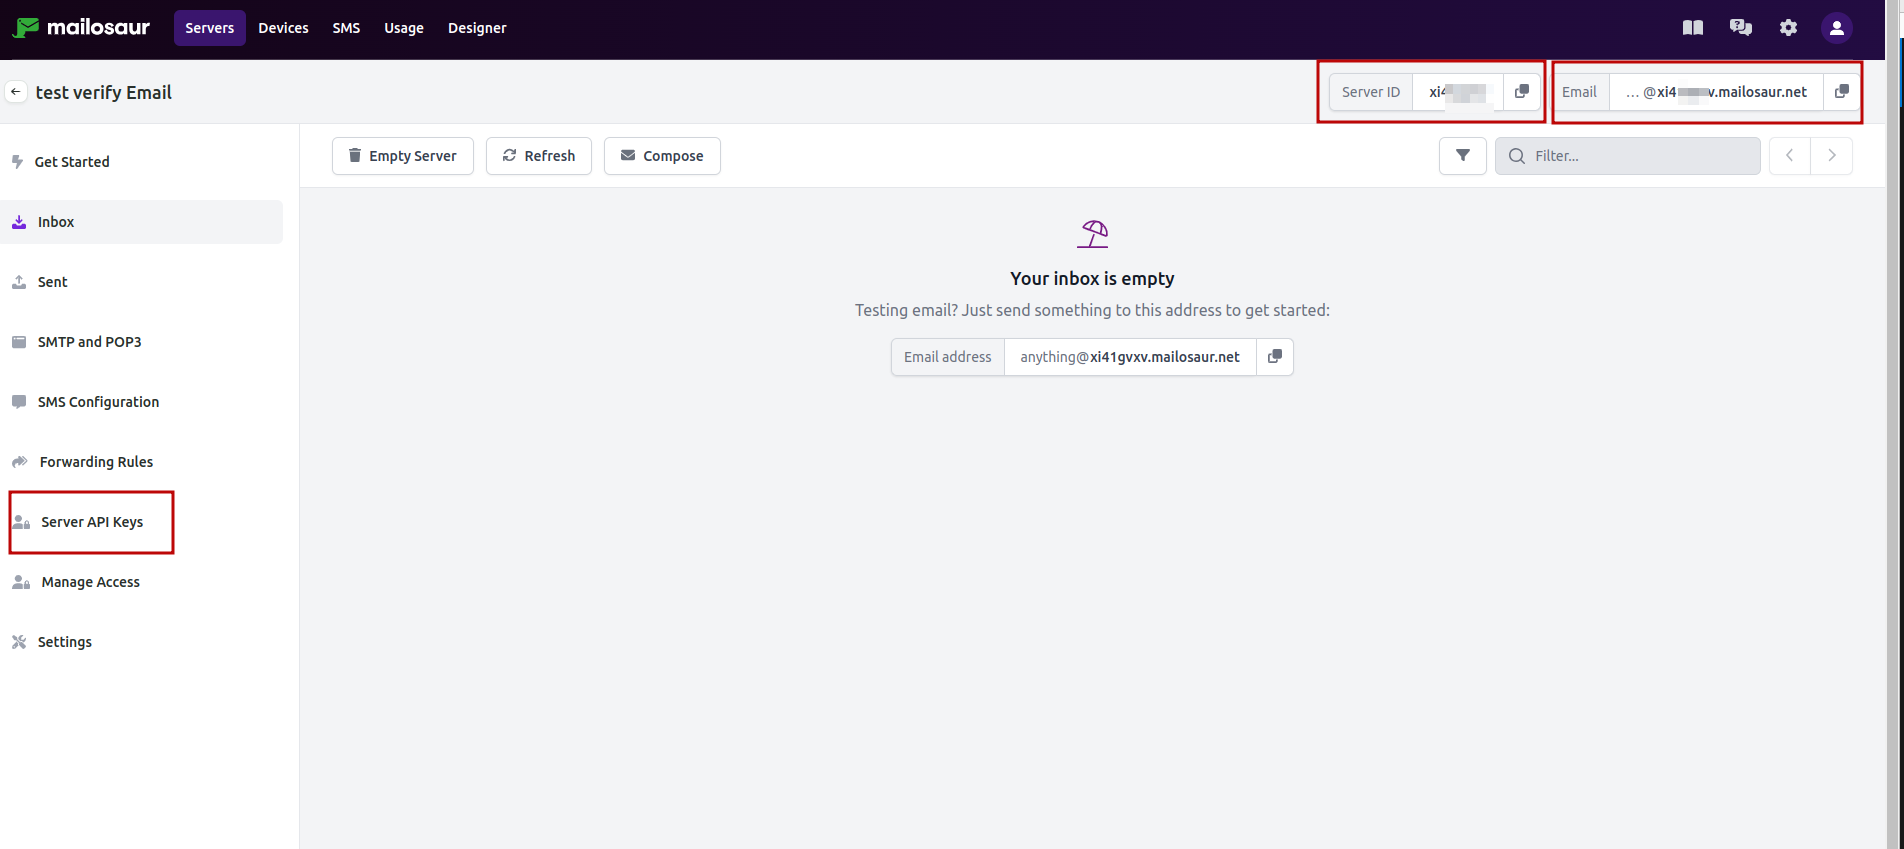 mailosaur Servers Devices SMS Usage Designer
test verify Email Server ID xi4 Email ... @xi4 v.mailosaur.net
Get Started
Empty Server Refresh Compose Filter...
Inbox
Your inbox is empty
Sent
Testing email? Just send something to this address to get started:
SMTP and POP3
Email address anything@xi41gvxv.mailosaur.net
SMS Configuration
Forwarding Rules
Server API Keys
Manage Access
Settings